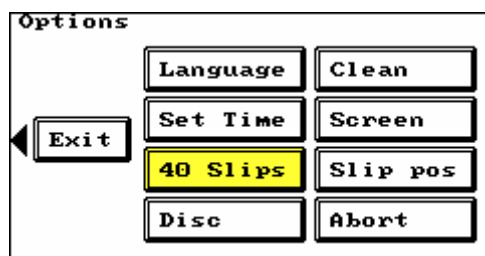 Options
Language Clean
Set Time Screen
Exit
40 Slips Slip pos
Disc Abort